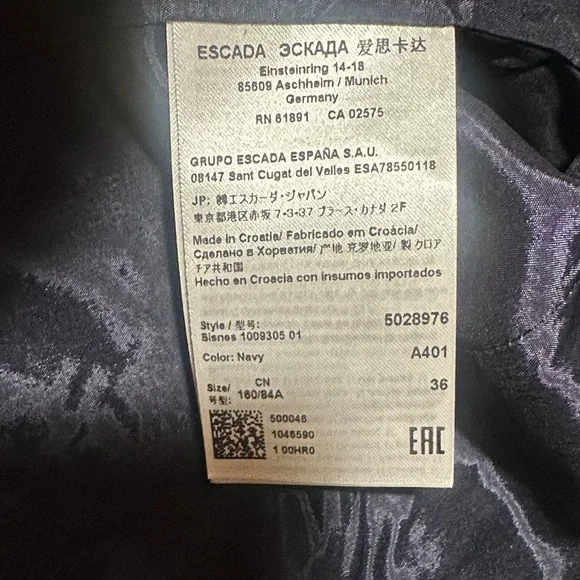 ESCADA ЭСКАДА 爱思卡达
Einsteinring 14-18
85609 Aschheim / Munich
Germany
RN 61891 CA 02575
GRUPO ESCADA ESPAÑA S.A.U.
08147 Sant Cugat del Valles ESA78550118
JP: ㈱エスカーダ・ジャパン
東京都港区赤坂 7-3-37 プラース・カナダ 2F
Made in Croatia/ Fabricado em Croácia/
Сделано в Хорватия/ 产地 克罗地亚/ 製 クロア
チア共和国
Hecho en Croacia con insumos importados
Style / 型号: 5028976
Bisnes 1009305 01
Color: Navy A401
Size/ CN 36
号型: 160/84A
500046
1046590
1 00HR0
EAC